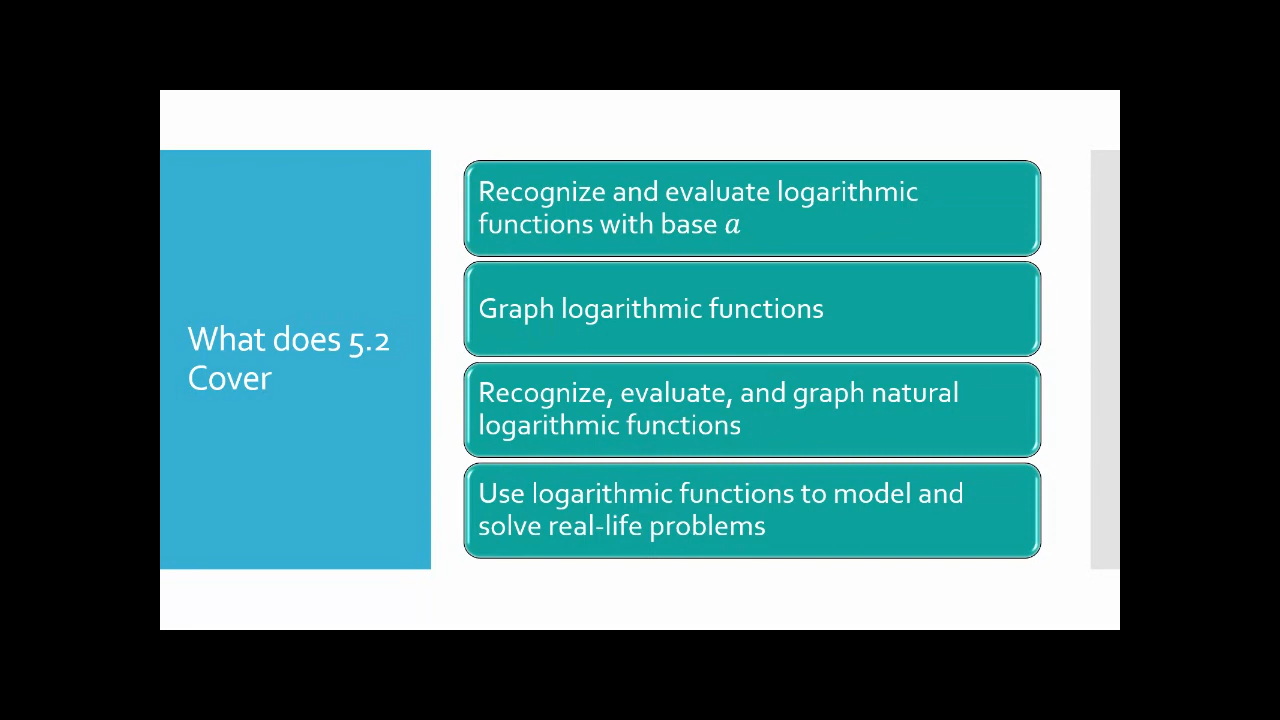 What does 5.2
Cover
Recognize and evaluate logarithmic
functions with base a
Graph logarithmic functions
Recognize, evaluate, and graph natural
logarithmic functions
Use logarithmic functions to model and
solve real-life problems